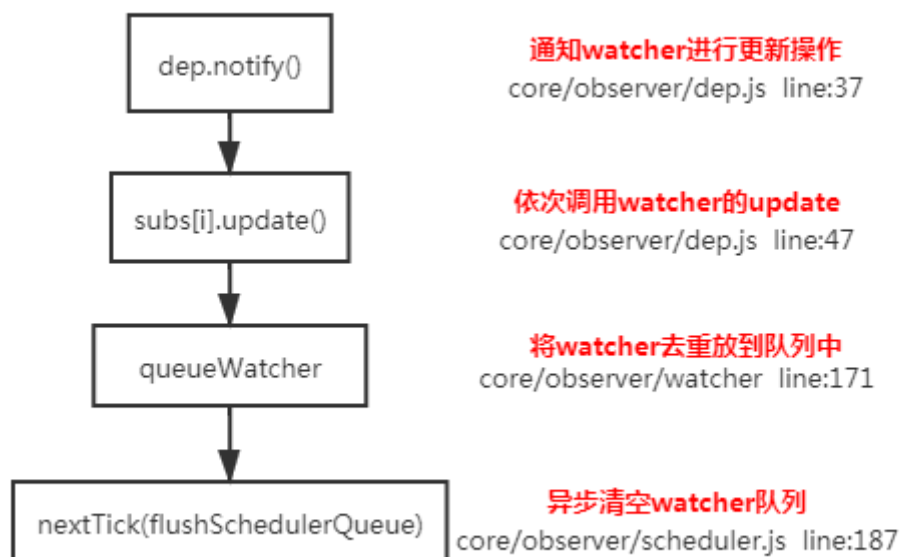 dep.notify()
通知watcher进行更新操作
core/observer/dep.js line:37
subs[i].update()
依次调用watcher的update
core/observer/dep.js line:47
queueWatcher
将watcher去重放到队列中
core/observer/watcher line:171
nextTick(flushSchedulerQueue)
异步清空watcher队列
core/observer/scheduler.js line:187